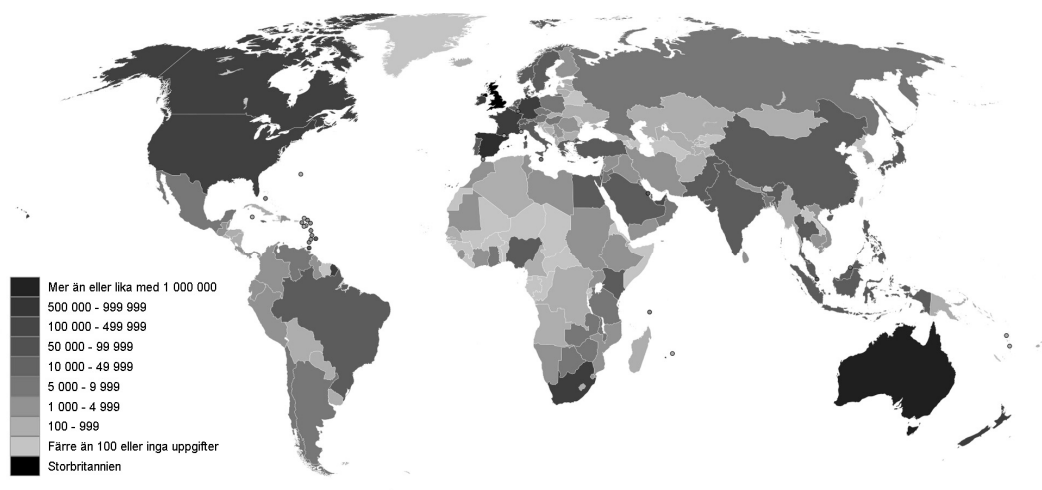 Mer än eller lika med 1 000 000
500 000 - 999 999
100 000 - 499 999
50 000 - 99 999
10 000 - 49 999
5 000 - 9 999
1 000 - 4 999
100 - 999
Färre än 100 eller inga uppgifter
Storbritannien